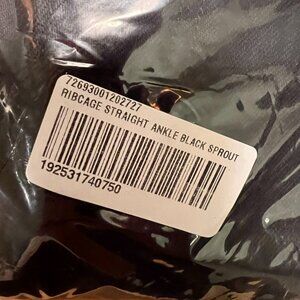 72693001202727
RIBCAGE STRAIGHT ANKLE BLACK SPROUT
192531740750